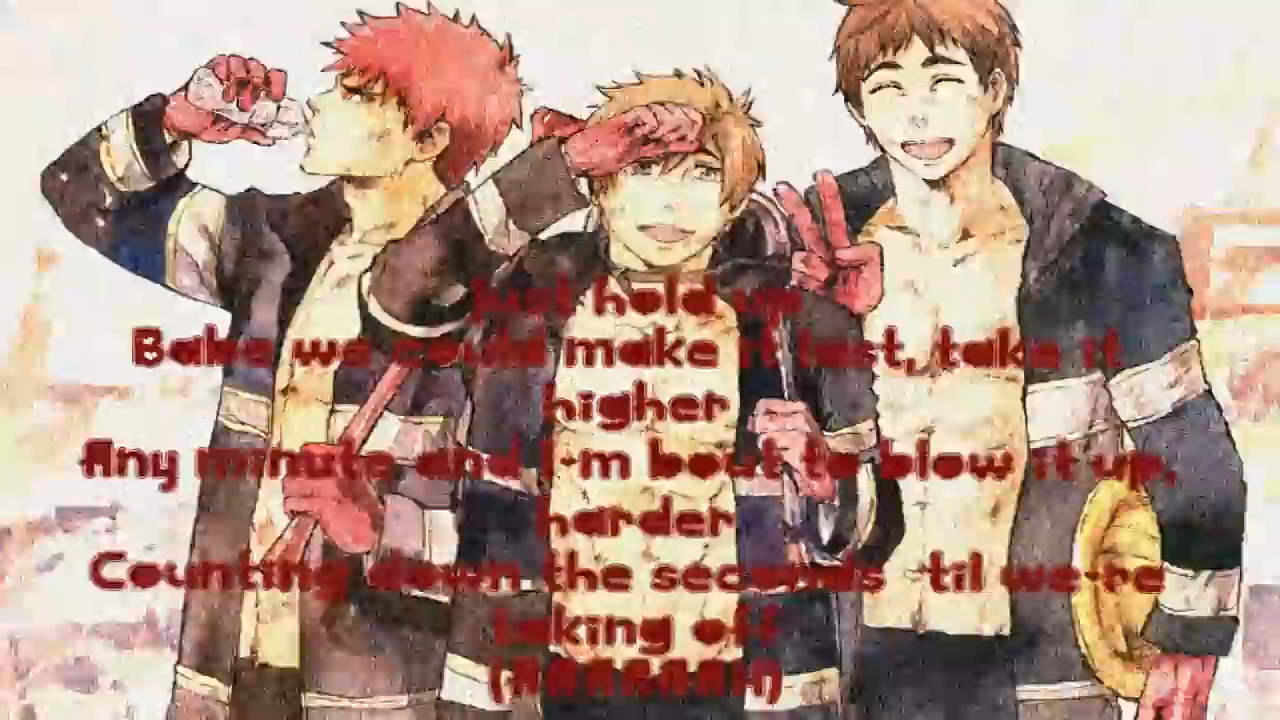 Just hold up
Babe we could make it last, take it
higher
Any minute and I-m bout to blow it up,
harder
Counting down the seconds -til we-re
taking off